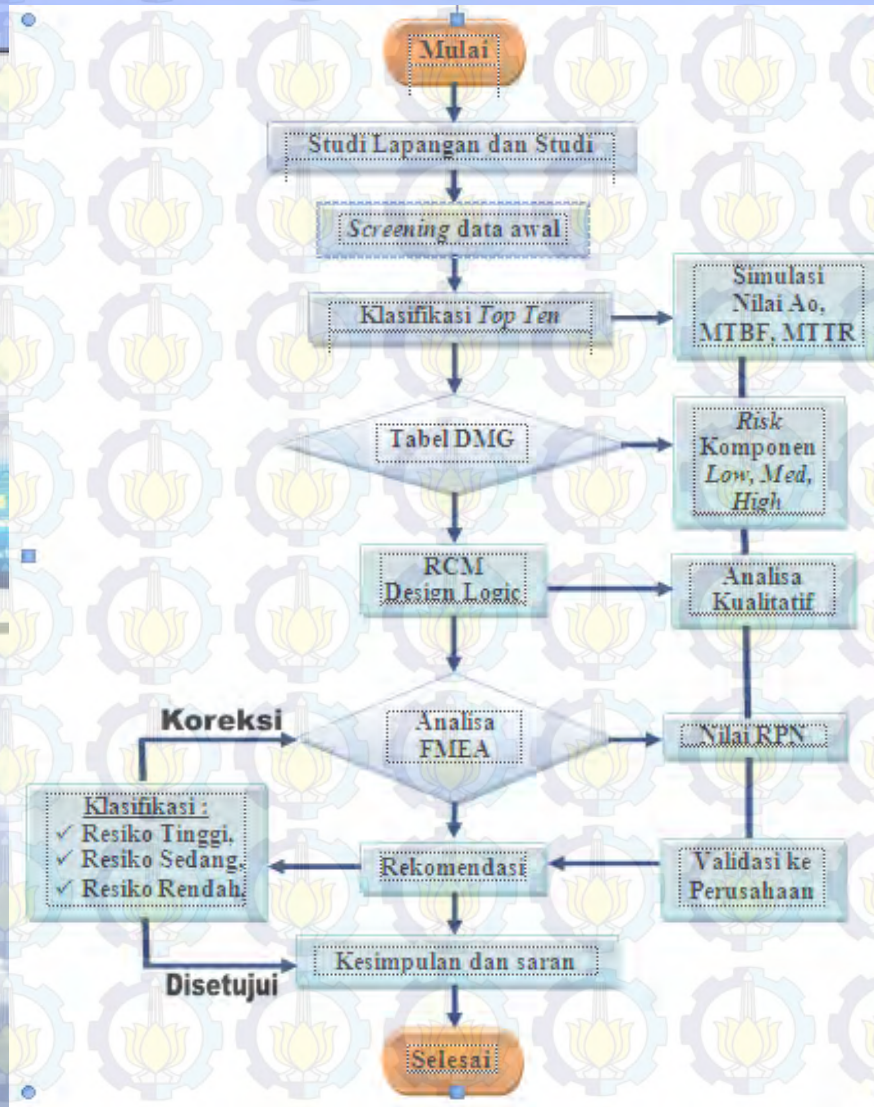 Mulai
Studi Lapangan dan Studi
Screening data awal
Klasifikasi Top Ten
Simulasi
Nilai Ao,
MTBF, MTTR
Tabel DMG
Risk
Komponen
Low, Med,
High
RCM
Design Logic
Analisa
Kualitatif
Koreksi
Analisa
FMEA
Nilai RPN
Klasifikasi :
✓ Resiko Tinggi,
✓ Resiko Sedang,
✓ Resiko Rendah,
Rekomendasi
Validasi ke
Perusahaan
Kesimpulan dan saran
Disetujui
Selesai